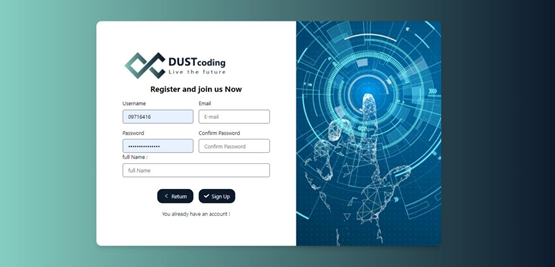 DUSTcoding
Live the future
Register and join us Now
Username Email
09716416 E-mail
Password Confirm Password
•••••••••••••••• Confirm Password
full Name :
full Name
Return Sign Up
You already have an account !